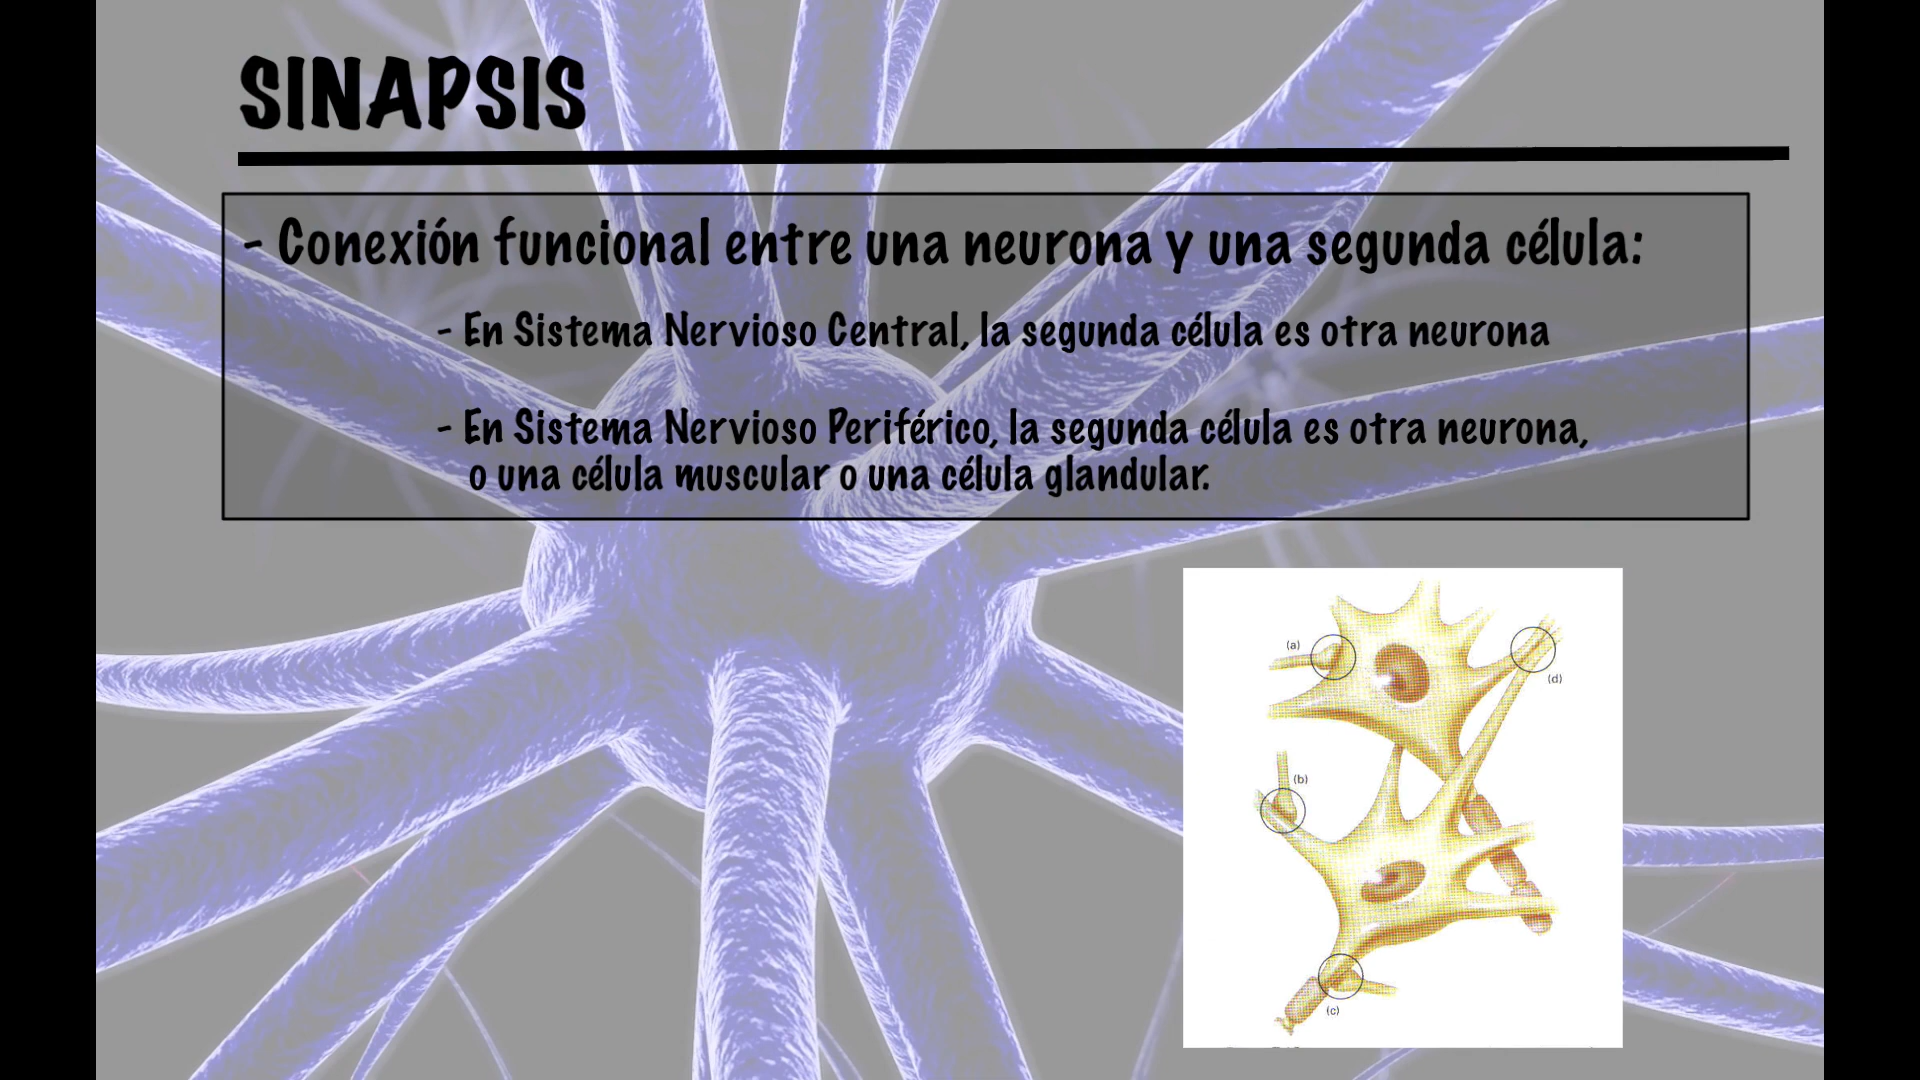 SINAPSIS
- Conexión funcional entre una neurona y una segunda célula:
- En Sistema Nervioso Central, la segunda célula es otra neurona
- En Sistema Nervioso Periférico, la segunda célula es otra neurona,
o una célula muscular o una célula glandular.
(a)
(d)
(b)
(c)